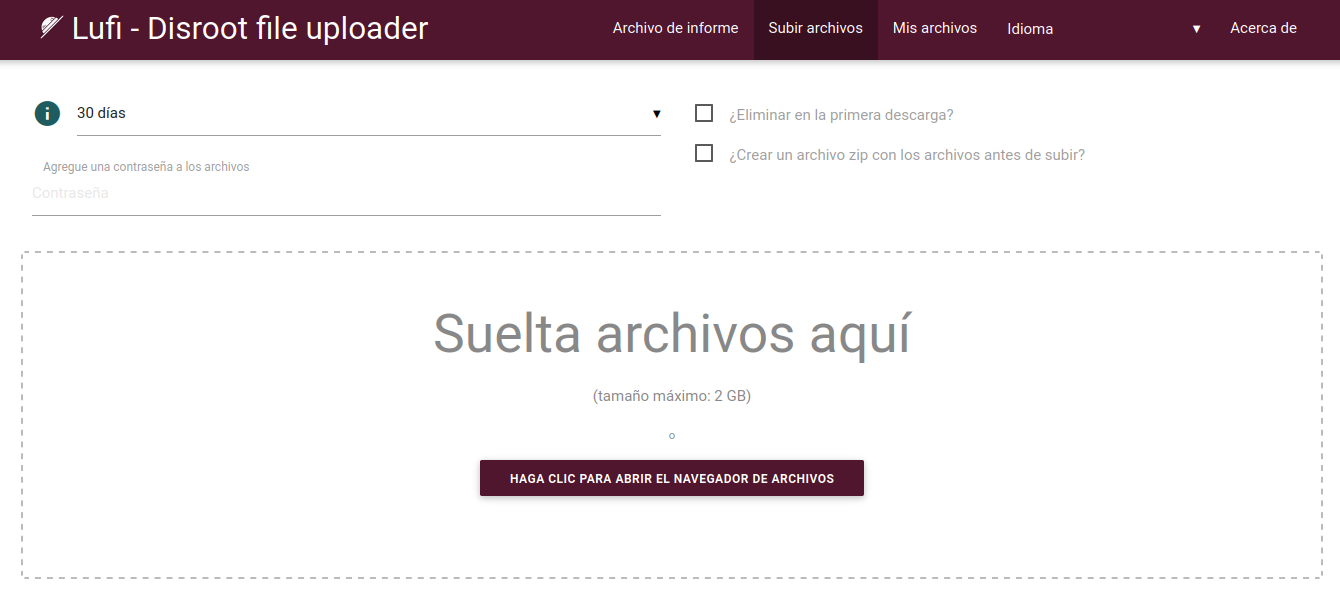 Lufi - Disroot file uploader
Archivo de informe
Subir archivos
Mis archivos
Idioma
Acerca de
30 días
¿Eliminar en la primera descarga?
¿Crear un archivo zip con los archivos antes de subir?
Agregue una contraseña a los archivos
Contraseña
Suelta archivos aquí
(tamaño máximo: 2 GB)
o
HAGA CLIC PARA ABRIR EL NAVEGADOR DE ARCHIVOS